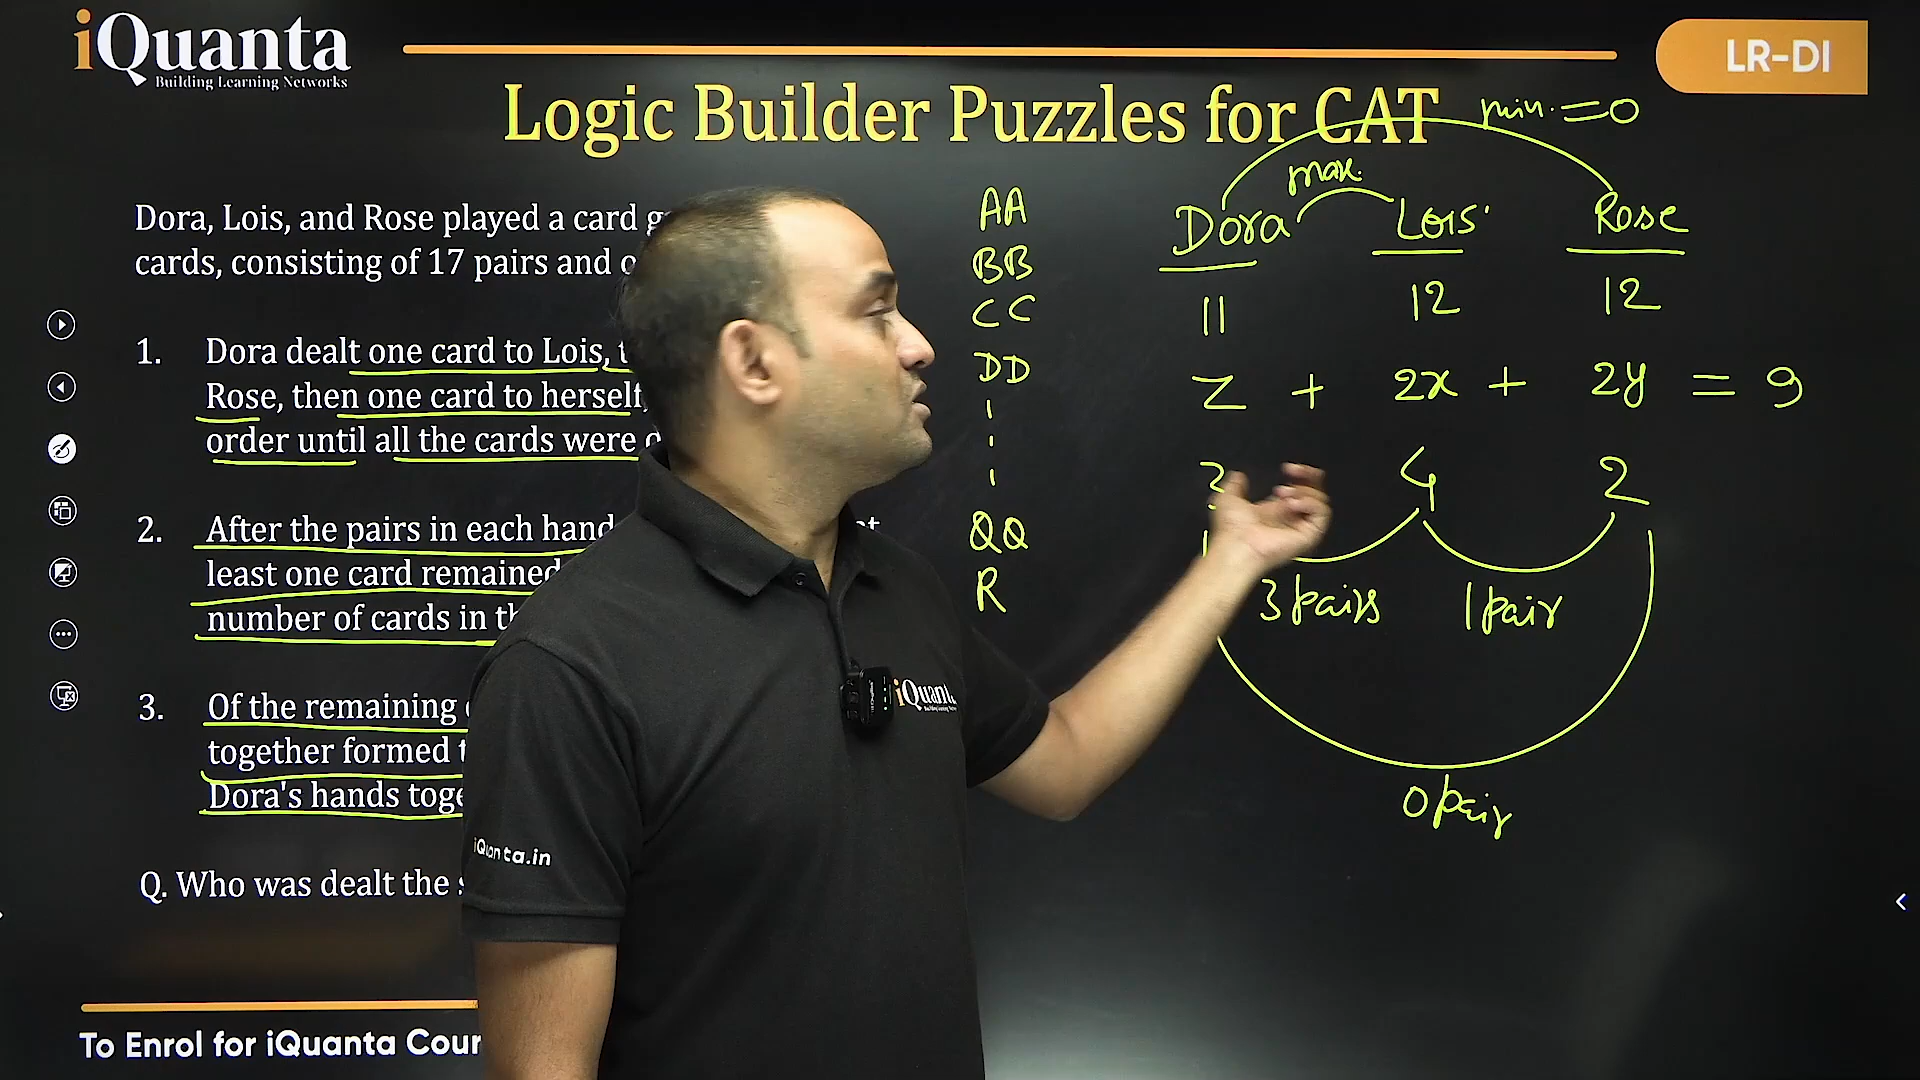 iQuanta
Building Learning Networks
LR-DI
Logic Builder Puzzles for CAT
min. = 0
max.
Dora, Lois, and Rose played a card
cards, consisting of 17 pairs and
1. Dora dealt one card to Lois,
Rose, then one card to herself,
order until all the cards were
2. After the pairs in each hand
least one card remained
number of cards in
3. Of the remaining
together formed
Dora's hands
Q. Who was dealt the
AA
BB
CC
DD
QQ
R
Dora Lois Rose
11 12 12
z + 2x + 2y = 9
3 4 2
3 pairs 1 pair
0 pair
iQuanta
iQuanta.in
To Enrol for iQuanta